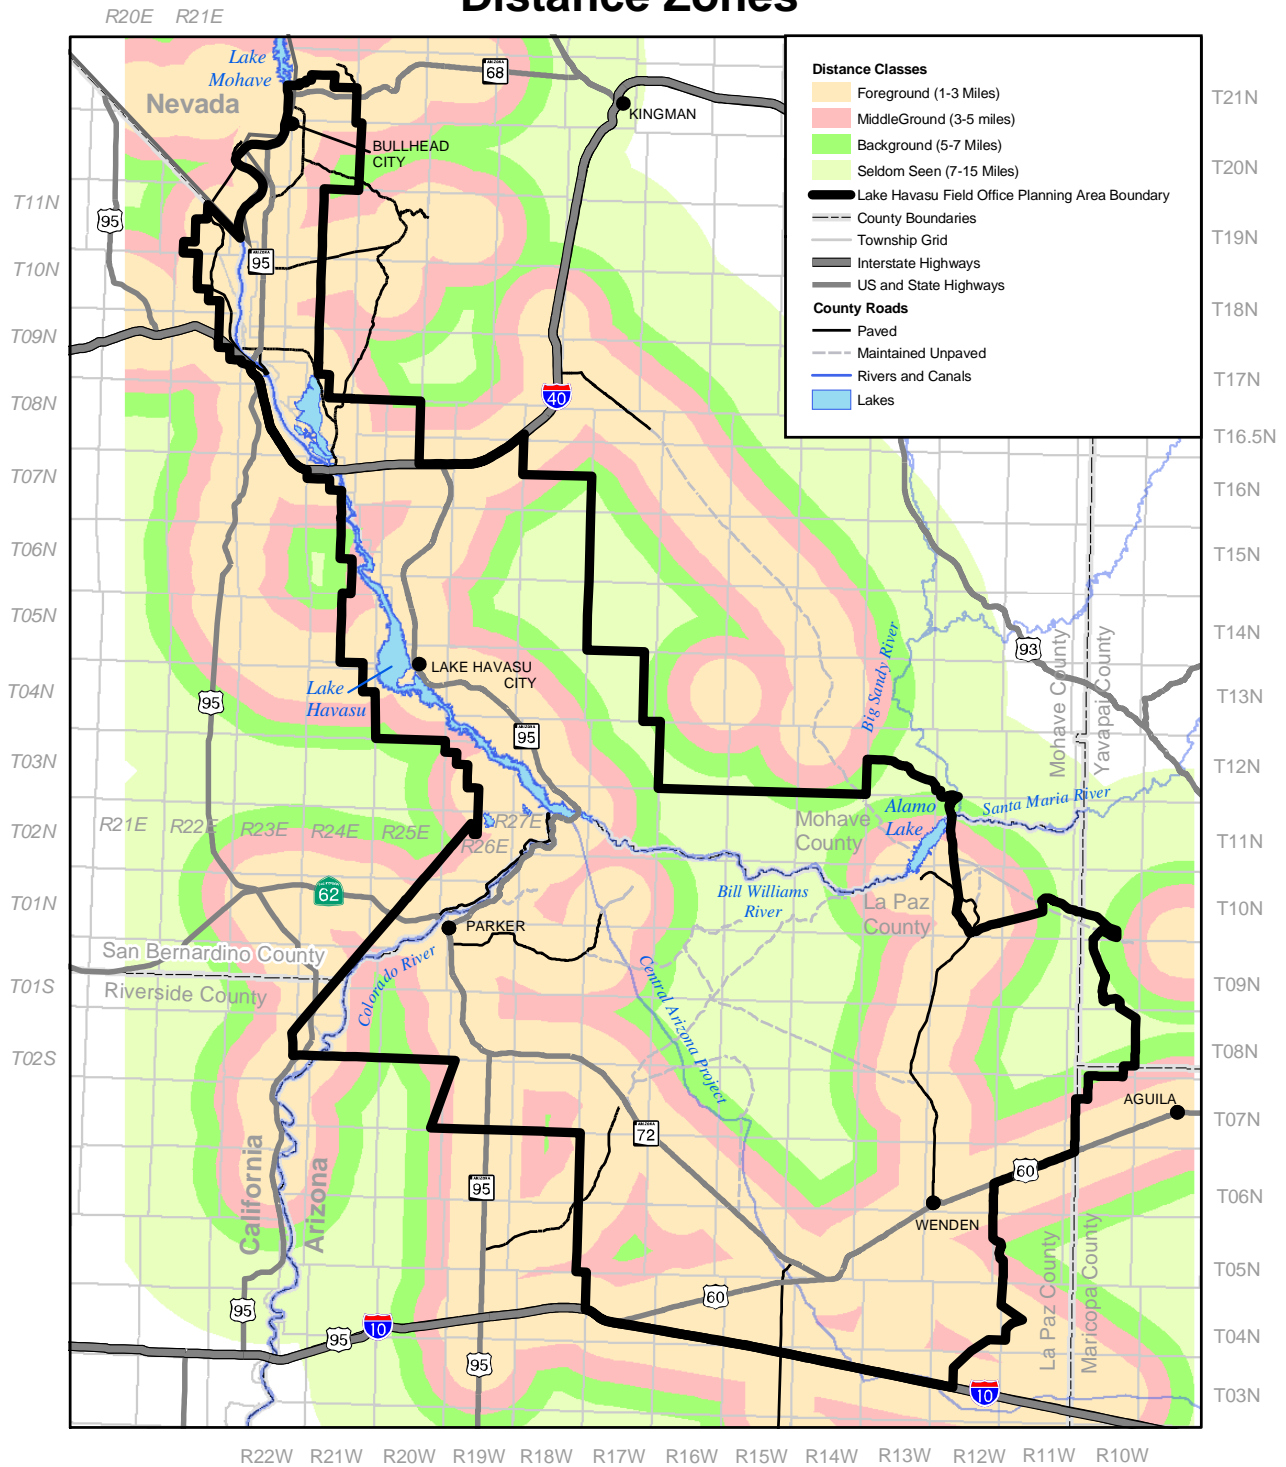 Distance Zones
R20E R21E
Lake
Mohave
Nevada
68
KINGMAN
BULLHEAD
CITY
Distance Classes
Foreground (1-3 Miles)
MiddleGround (3-5 miles)
Background (5-7 Miles)
Seldom Seen (7-15 Miles)
Lake Havasu Field Office Planning Area Boundary
County Boundaries
Township Grid
Interstate Highways
US and State Highways
County Roads
Paved
Maintained Unpaved
Rivers and Canals
Lakes
T21N
T20N
T19N
T18N
T17N
T16.5N
T16N
T15N
T14N
T13N
T12N
T11N
T10N
T09N
T08N
T07N
T06N
T05N
T04N
T03N
T11N
T10N
T09N
T08N
T07N
T06N
T05N
T04N
T03N
T02N
T01N
T01S
T02S
95
ARIZONA
95
40
93
95
LAKE HAVASU
CITY
Lake
Havasu
ARIZONA
95
Big Sandy River
Mohave County
Yavapai County
R21E R22E R23E R24E R25E R27E
R26E
Alamo
Lake
Santa Maria River
Mohave
County
Bill Williams
River
La Paz
County
62
PARKER
San Bernardino County
Riverside County
Colorado River
Central Arizona Project
AGUILA
ARIZONA
72
ARIZONA
95
60
WENDEN
California
Arizona
La Paz County
Maricopa County
95
10
95
60
95
10
R22W R21W R20W R19W R18W R17W R16W R15W R14W R13W R12W R11W R10W